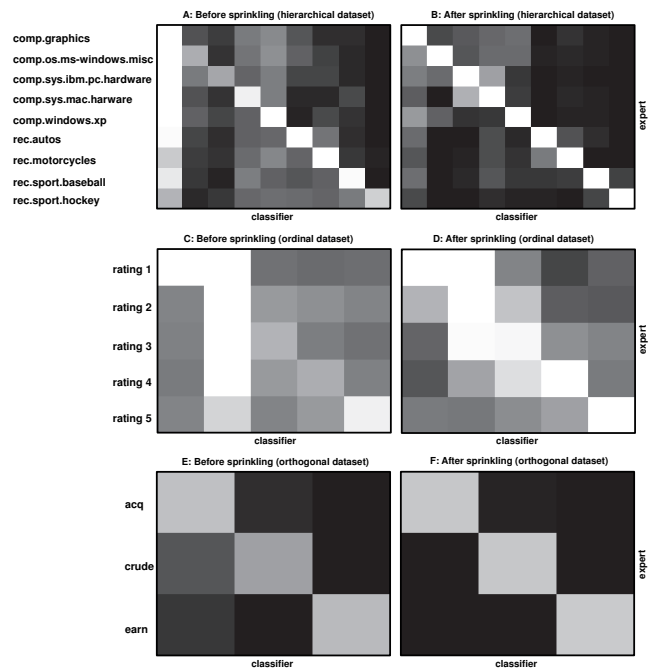 A: Before sprinkling (hierarchical dataset)
B: After sprinkling (hierarchical dataset)
comp.graphics
comp.os.ms-windows.misc
comp.sys.ibm.pc.hardware
comp.sys.mac.harware
comp.windows.xp
rec.autos
rec.motorcycles
rec.sport.baseball
rec.sport.hockey
expert
classifier
classifier
C: Before sprinkling (ordinal dataset)
D: After sprinkling (ordinal dataset)
rating 1
rating 2
rating 3
rating 4
rating 5
expert
classifier
classifier
E: Before sprinkling (orthogonal dataset)
F: After sprinkling (orthogonal dataset)
acq
crude
earn
expert
classifier
classifier